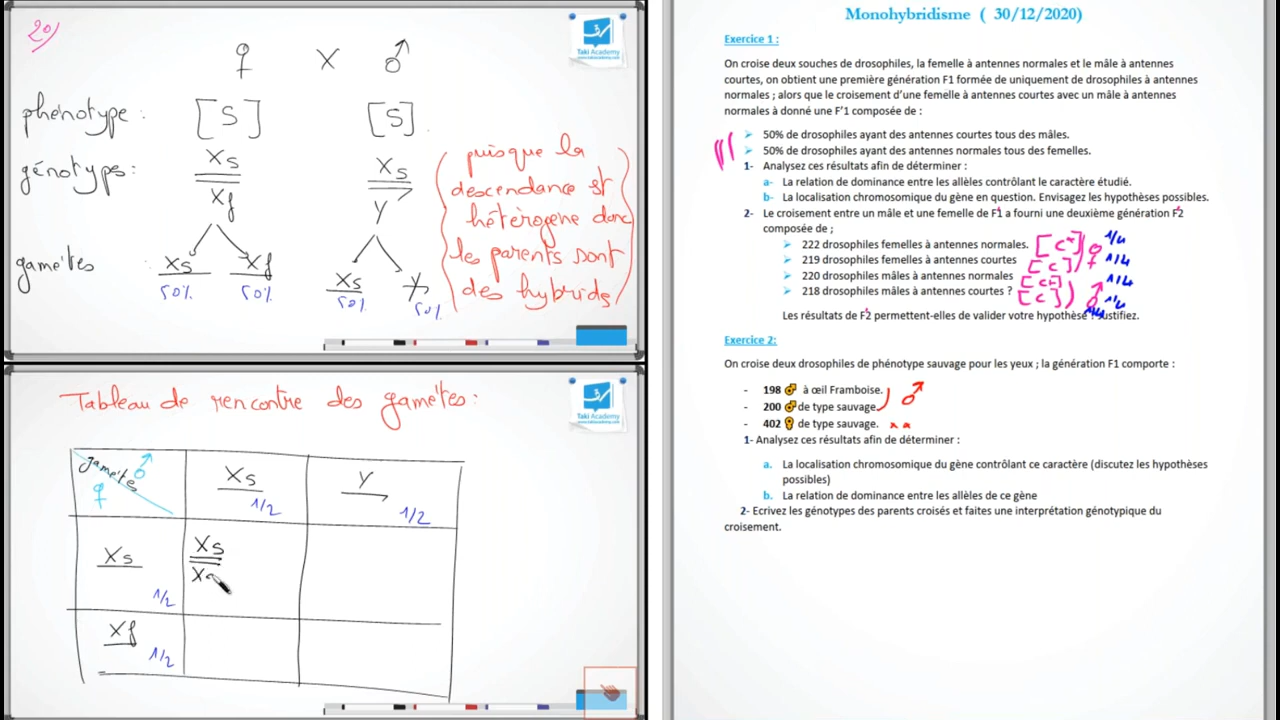 20)
Taki Academy
www.takiacademy.com
♀ X ♂
phénotype : [S] [S]
génotype : Xs Xs
Xf Y
gamètes : Xs Xf Xs Y
50% 50% 50% 50%
puisque la
descendance st
hétérogène donc
les parents sont
des hybrids
Tableau de rencontre des gamètes :
Taki Academy
www.takiacademy.com
gamètes ♂ ♀
Xs 1/2 Y 1/2
Xs 1/2 Xs
Xs
Xf 1/2
Monohybridisme ( 30/12/2020)
Exercice 1 :
On croise deux souches de drosophiles, la femelle à antennes normales et le mâle à antennes
courtes, on obtient une première génération F1 formée de uniquement de drosophiles à antennes
normales ; alors que le croisement d'une femelle à antennes courtes avec un mâle à antennes
normales à donné une F'1 composée de :
➢ 50% de drosophiles ayant des antennes courtes tous des mâles.
➢ 50% de drosophiles ayant des antennes normales tous des femelles.
1- Analysez ces résultats afin de déterminer :
a- La relation de dominance entre les allèles contrôlant le caractère étudié.
b- La localisation chromosomique du gène en question. Envisagez les hypothèses possibles.
2- Le croisement entre un mâle et une femelle de F'1 a fourni une deuxième génération F'2
composée de ;
➢ 222 drosophiles femelles à antennes normales. [C+] 1/4
➢ 219 drosophiles femelles à antennes courtes [C] ♀ 1/4
➢ 220 drosophiles mâles à antennes normales [C+] 1/4
➢ 218 drosophiles mâles à antennes courtes ? [C] ♂ 1/4
Les résultats de F'2 permettent-elles de valider votre hypothèse ? Justifiez.
Exercice 2:
On croise deux drosophiles de phénotype sauvage pour les yeux ; la génération F1 comporte :
- 198 ♂ à œil Framboise.
- 200 ♂ de type sauvage. ♂
- 402 ♀ de type sauvage.
1- Analysez ces résultats afin de déterminer :
a. La localisation chromosomique du gène contrôlant ce caractère (discutez les hypothèses
possibles)
b. La relation de dominance entre les allèles de ce gène
2- Ecrivez les génotypes des parents croisés et faites une interprétation génotypique du
croisement.